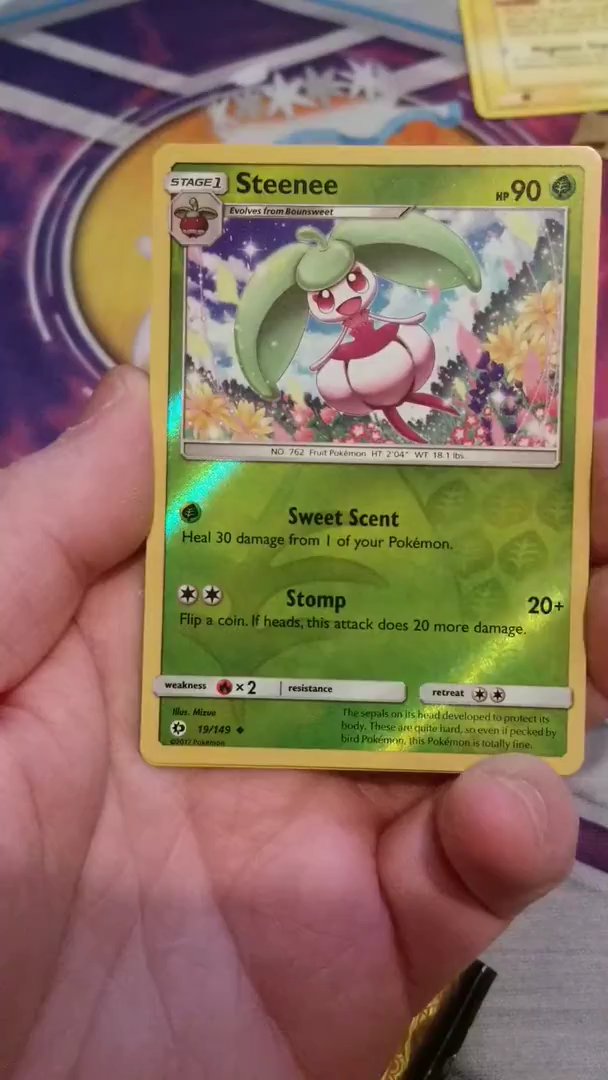 STAGE 1 Steenee HP 90
Evolves from Bounsweet
NO. 762 Fruit Pokémon HT 2'04" WT 18.1 lbs.
Sweet Scent
Heal 30 damage from 1 of your Pokémon.
Stomp 20+
Flip a coin. If heads, this attack does 20 more damage.
weakness ×2 resistance retreat
Illus. Mizue
19/149
©2017 Pokémon
The sepals on its head developed to protect its
body. These are quite hard, so even if pecked by
bird Pokémon, this Pokémon is totally fine.